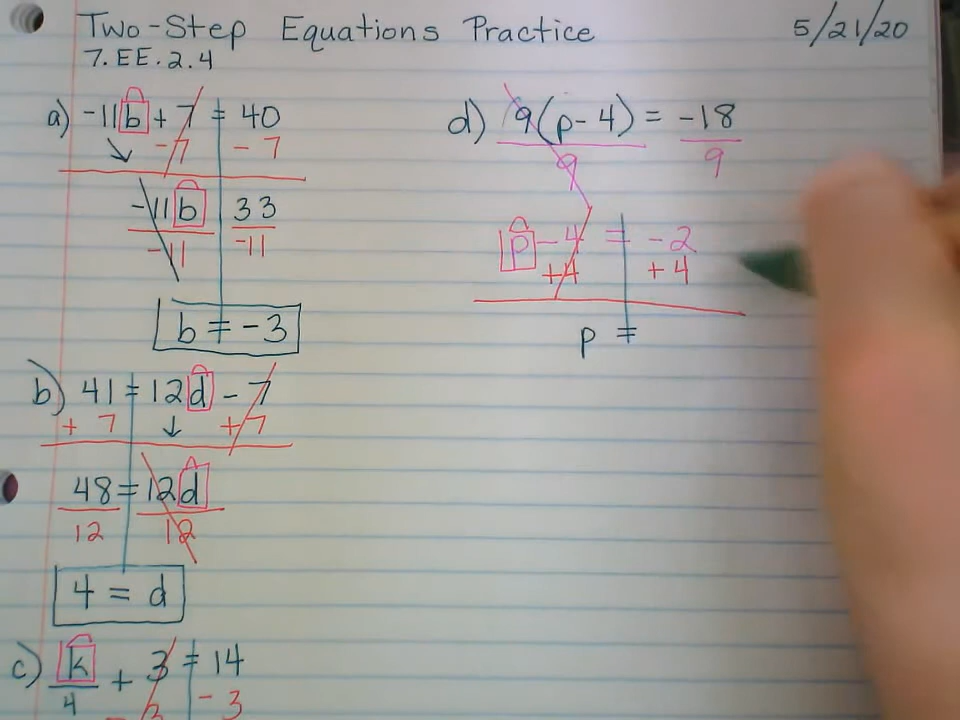 Two-Step Equations Practice 5/21/20
7.EE.2.4
a) -11b + 7 = 40
- 7 - 7
-11b 33
-11 -11
b = -3
b) 41 = 12d - 7
+ 7 + 7
48 = 12d
12 12
4 = d
c) k + 3 = 14
4
- 3 - 3
d) 9(p - 4) = -18
9 9
p - 4 = -2
+4 + 4
p =